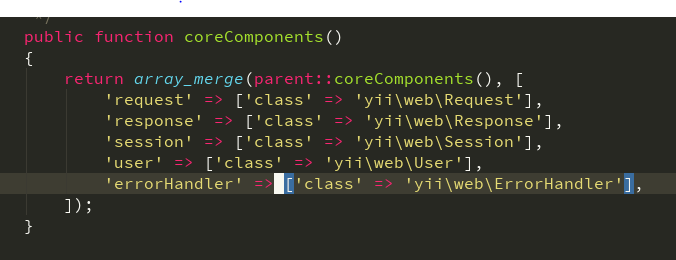 */
public function coreComponents()
{
    return array_merge(parent::coreComponents(), [
        'request' => ['class' => 'yii\web\Request'],
        'response' => ['class' => 'yii\web\Response'],
        'session' => ['class' => 'yii\web\Session'],
        'user' => ['class' => 'yii\web\User'],
        'errorHandler' => ['class' => 'yii\web\ErrorHandler'],
    ]);
}